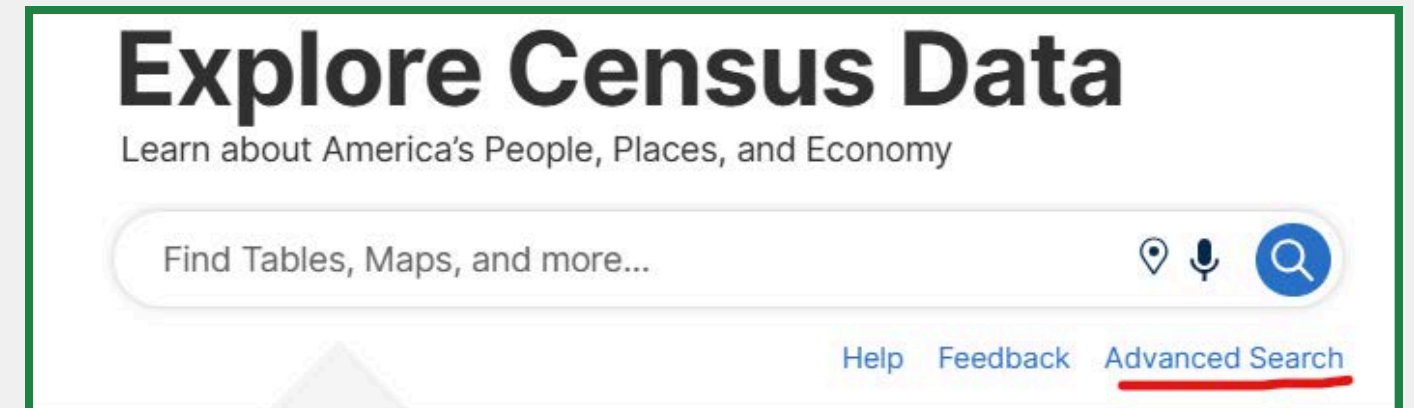 Explore Census Data
Learn about America’s People, Places, and Economy
Find Tables, Maps, and more...
Help Feedback Advanced Search